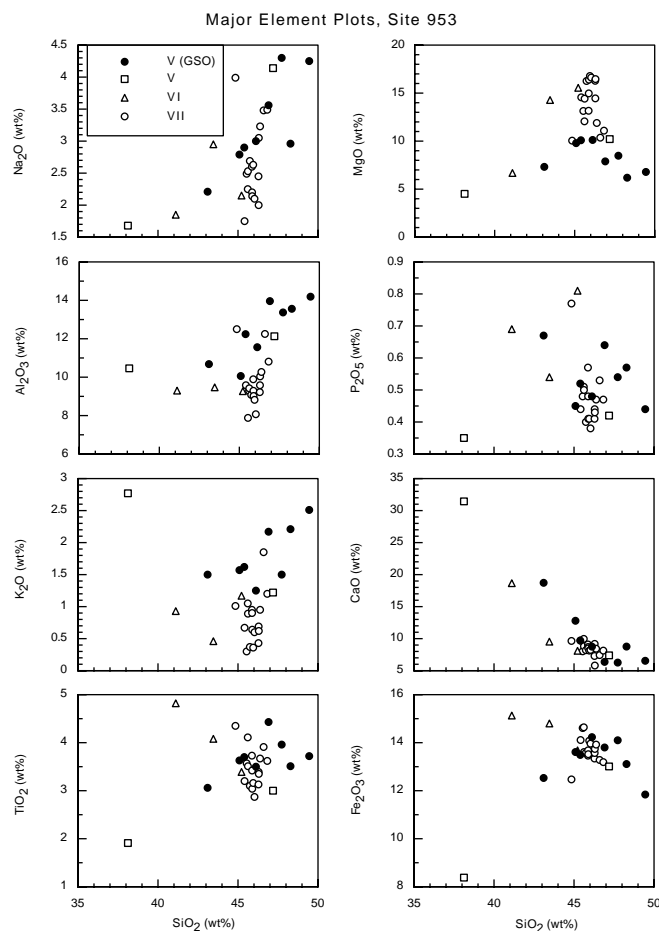 Major Element Plots, Site 953
4.5
4
3.5
3
2.5
2
1.5
Na₂O (wt%)
V (GSO)
V
VI
VII
20
15
10
5
0
MgO (wt%)
16
14
12
10
8
6
Al₂O₃ (wt%)
0.9
0.8
0.7
0.6
0.5
0.4
0.3
P₂O₅ (wt%)
3
2.5
2
1.5
1
0.5
0
K₂O (wt%)
35
30
25
20
15
10
5
CaO (wt%)
5
4
3
2
1
TiO₂ (wt%)
35 40 45 50
SiO₂ (wt%)
16
14
12
10
8
Fe₂O₃ (wt%)
35 40 45 50
SiO₂ (wt%)